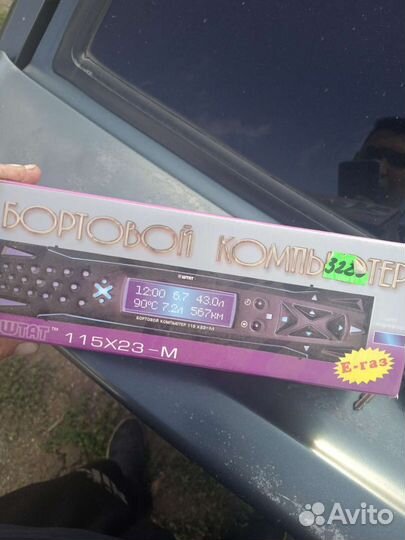 БОРТОВОЙ КОМПЬЮТЕР
ШТАТ
12:00 6.7 43.0л
90°C 7.2л 567км
БОРТОВОЙ КОМПЬЮТЕР 115 x23-M
ШТАТ™ 115X23-M
Е-газ
Avito